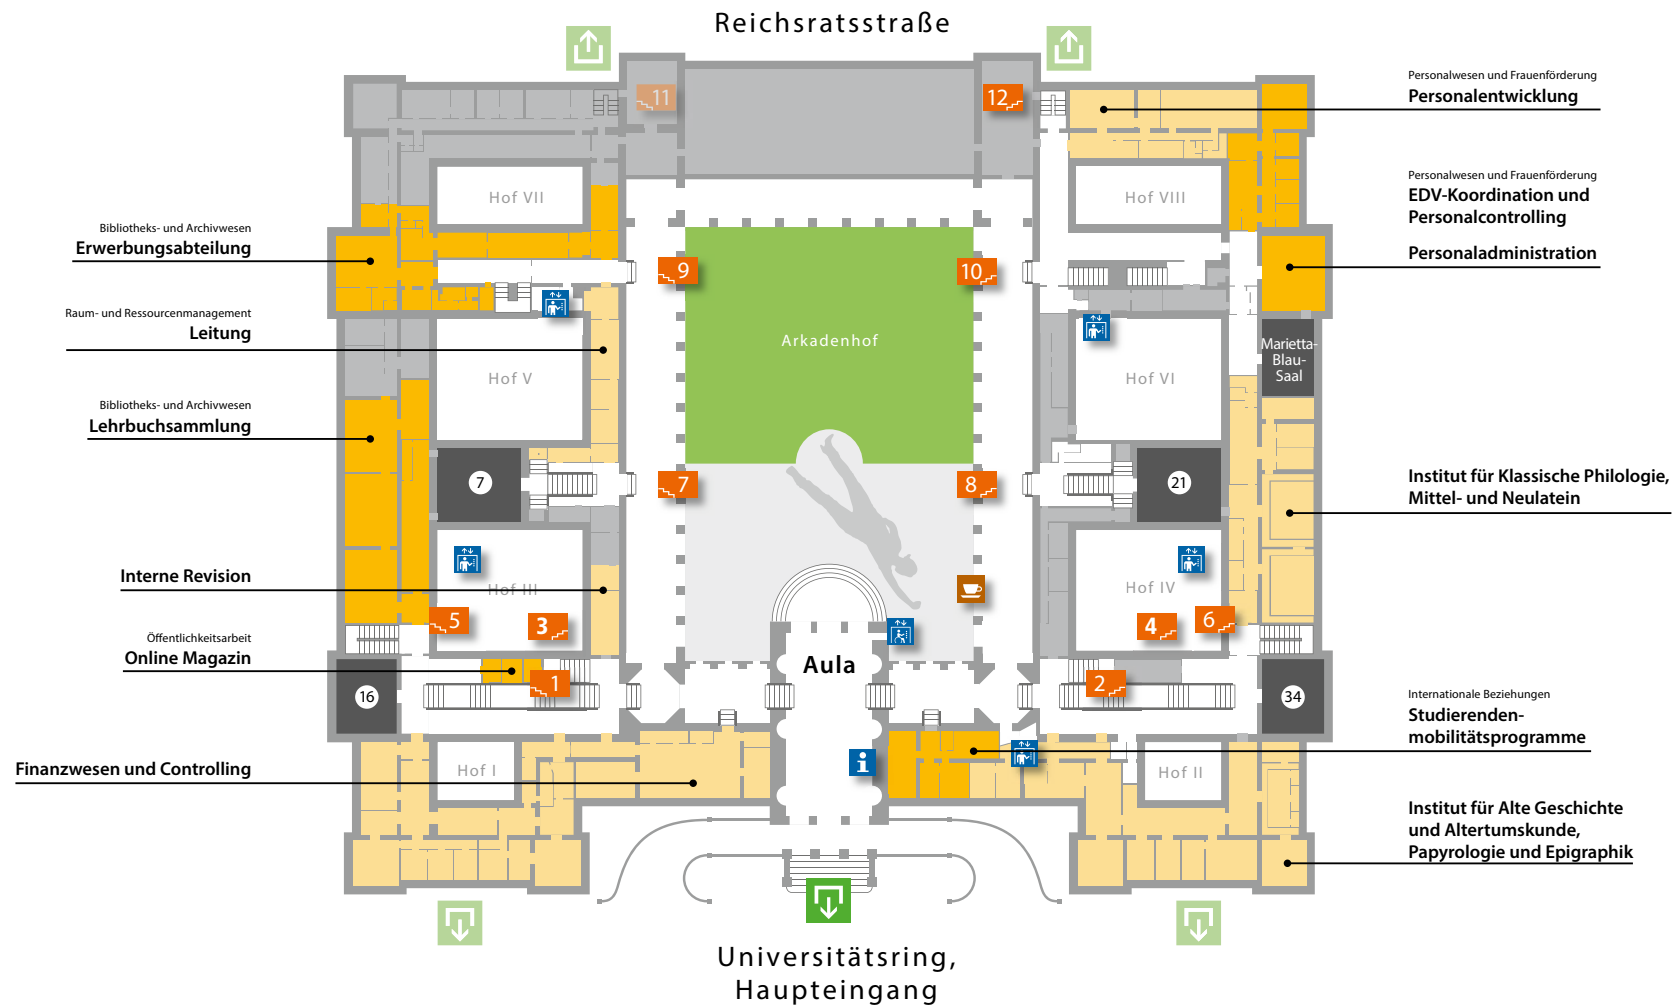 Reichsratsstraße
11
12
Personalwesen und Frauenförderung
Personalentwicklung
Hof VII
Hof VIII
Personalwesen und Frauenförderung
EDV-Koordination und
Personalcontrolling
Personaladministration
Bibliotheks- und Archivwesen
Erwerbungsabteilung
9
10
Raum- und Ressourcenmanagement
Leitung
Arkadenhof
Marietta-
Blau-
Saal
Hof V
Hof VI
Bibliotheks- und Archivwesen
Lehrbuchsammlung
7
7
8
21
Institut für Klassische Philologie,
Mittel- und Neulatein
Interne Revision
Hof III
Hof IV
5
3
4
6
Öffentlichkeitsarbeit
Online Magazin
Aula
1
2
16
34
Internationale Beziehungen
Studierenden-
mobilitätsprogramme
Finanzwesen und Controlling
Hof I
i
Hof II
Institut für Alte Geschichte
und Altertumskunde,
Papyrologie und Epigraphik
Universitätsring,
Haupteingang